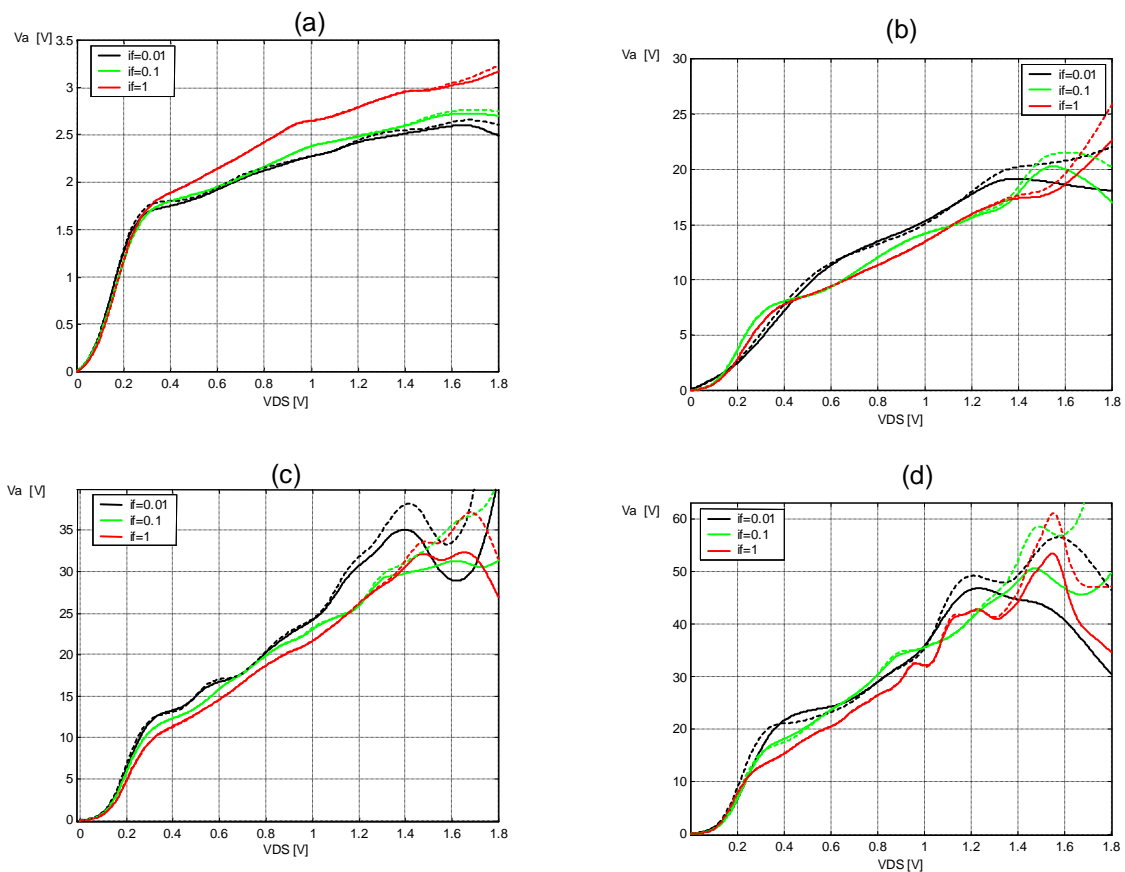 (a)
Va [V]
3.5
3
2.5
2
1.5
1
0.5
0
if=0.01
if=0.1
if=1
0
0.2
0.4
0.6
0.8
1
1.2
1.4
1.6
1.8
VDS [V]
(b)
Va [V]
30
25
20
15
10
5
0
if=0.01
if=0.1
if=1
0
0.2
0.4
0.6
0.8
1
1.2
1.4
1.6
1.8
VDS [V]
(c)
Va [V]
35
30
25
20
15
10
5
0
if=0.01
if=0.1
if=1
0
0.2
0.4
0.6
0.8
1
1.2
1.4
1.6
1.8
VDS [V]
(d)
Va [V]
60
50
40
30
20
10
0
if=0.01
if=0.1
if=1
0.2
0.4
0.6
0.8
1
1.2
1.4
1.6
1.8
VDS [V]